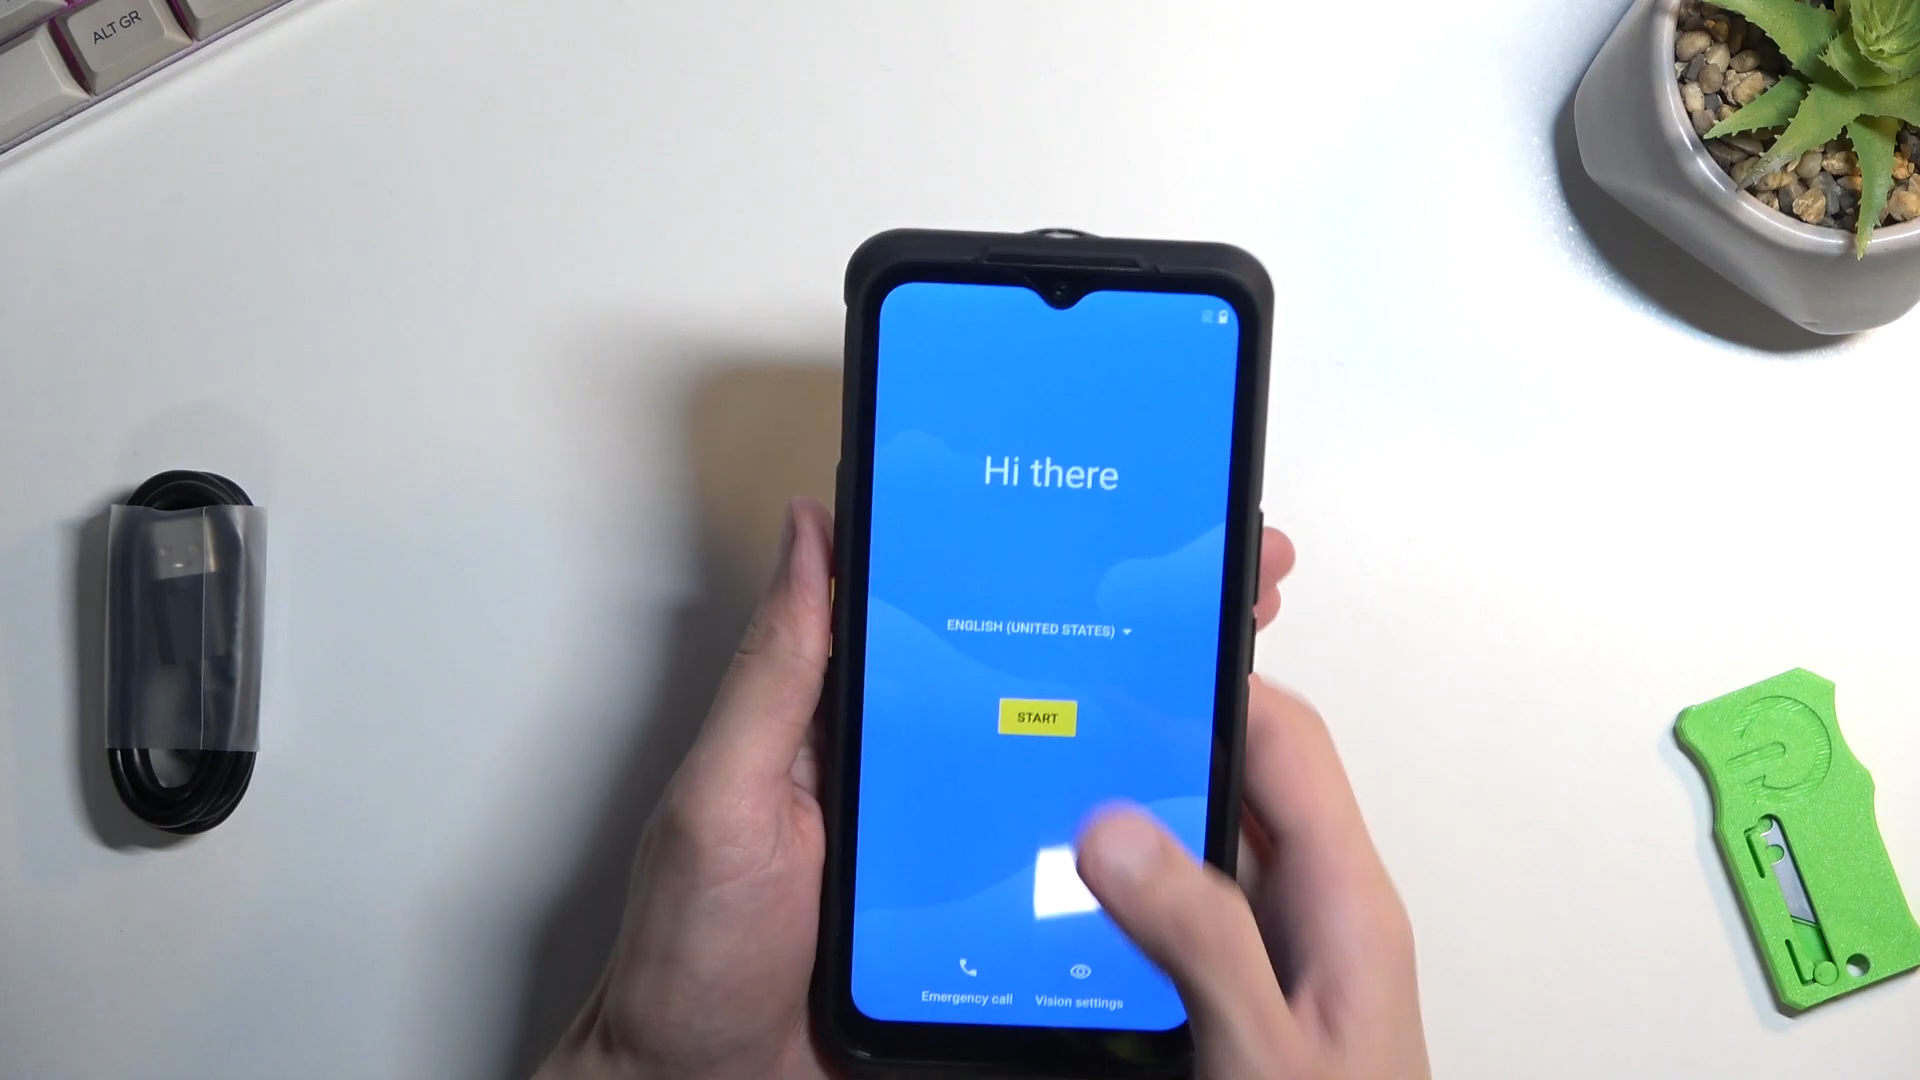 ALT GR
Hi there
ENGLISH (UNITED STATES)
START
Emergency call
Vision settings